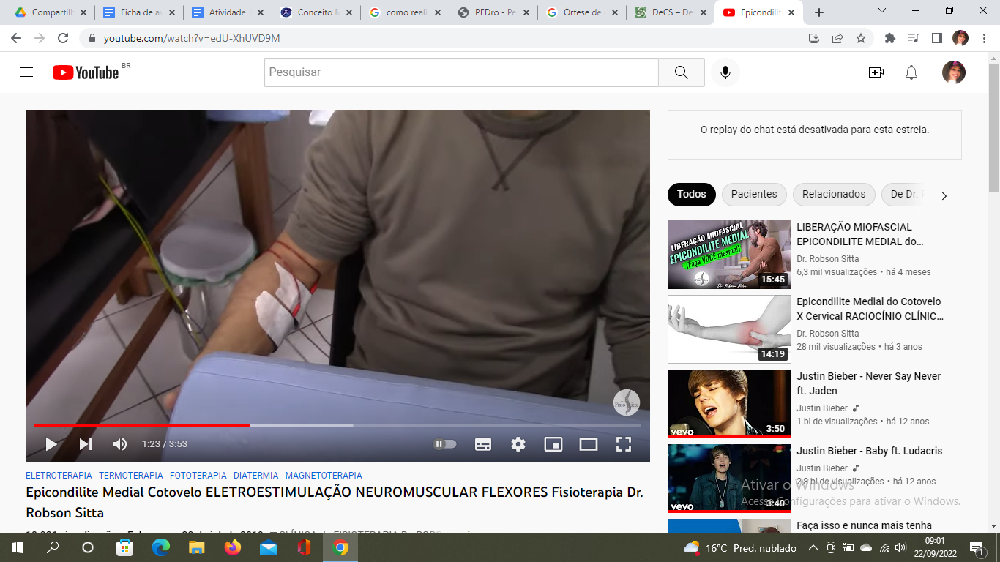 Compartilh
Ficha de av
Atividade
Conceito M
como reali
PEDro - Pe
Órtese de
DeCS – De
Epicondilit
youtube.com/watch?v=edU-XhUVD9M
YouTube BR
Pesquisar
O replay do chat está desativada para esta estreia.
Todos
Pacientes
Relacionados
De Dr.
LIBERAÇÃO MIOFASCIAL
EPICONDILITE MEDIAL
(Faça VOCÊ mesmo!)
Dr. Robson Sitta
15:45
LIBERAÇÃO MIOFASCIAL
EPICONDILITE MEDIAL do…
Dr. Robson Sitta
6,3 mil visualizações • há 4 meses
14:19
Epicondilite Medial do Cotovelo
X Cervical RACIOCÍNIO CLÍNIC…
Dr. Robson Sitta
28 mil visualizações • há 3 anos
vevo
3:50
Justin Bieber - Never Say Never
ft. Jaden
Justin Bieber
1 bi de visualizações • há 12 anos
vevo
3:40
Justin Bieber - Baby ft. Ludacris
Justin Bieber
2,8 bi de visualizações • há 12 anos
Ativar o Windows
Acesse Configurações para ativar o Windows.
Faça isso e nunca mais tenha
1:23 / 3:53
ELETROTERAPIA - TERMOTERAPIA - FOTOTERAPIA - DIATERMIA - MAGNETOTERAPIA
Epicondilite Medial Cotovelo ELETROESTIMULAÇÃO NEUROMUSCULAR FLEXORES Fisioterapia Dr.
Robson Sitta
16°C Pred. nublado
09:01
22/09/2022
1